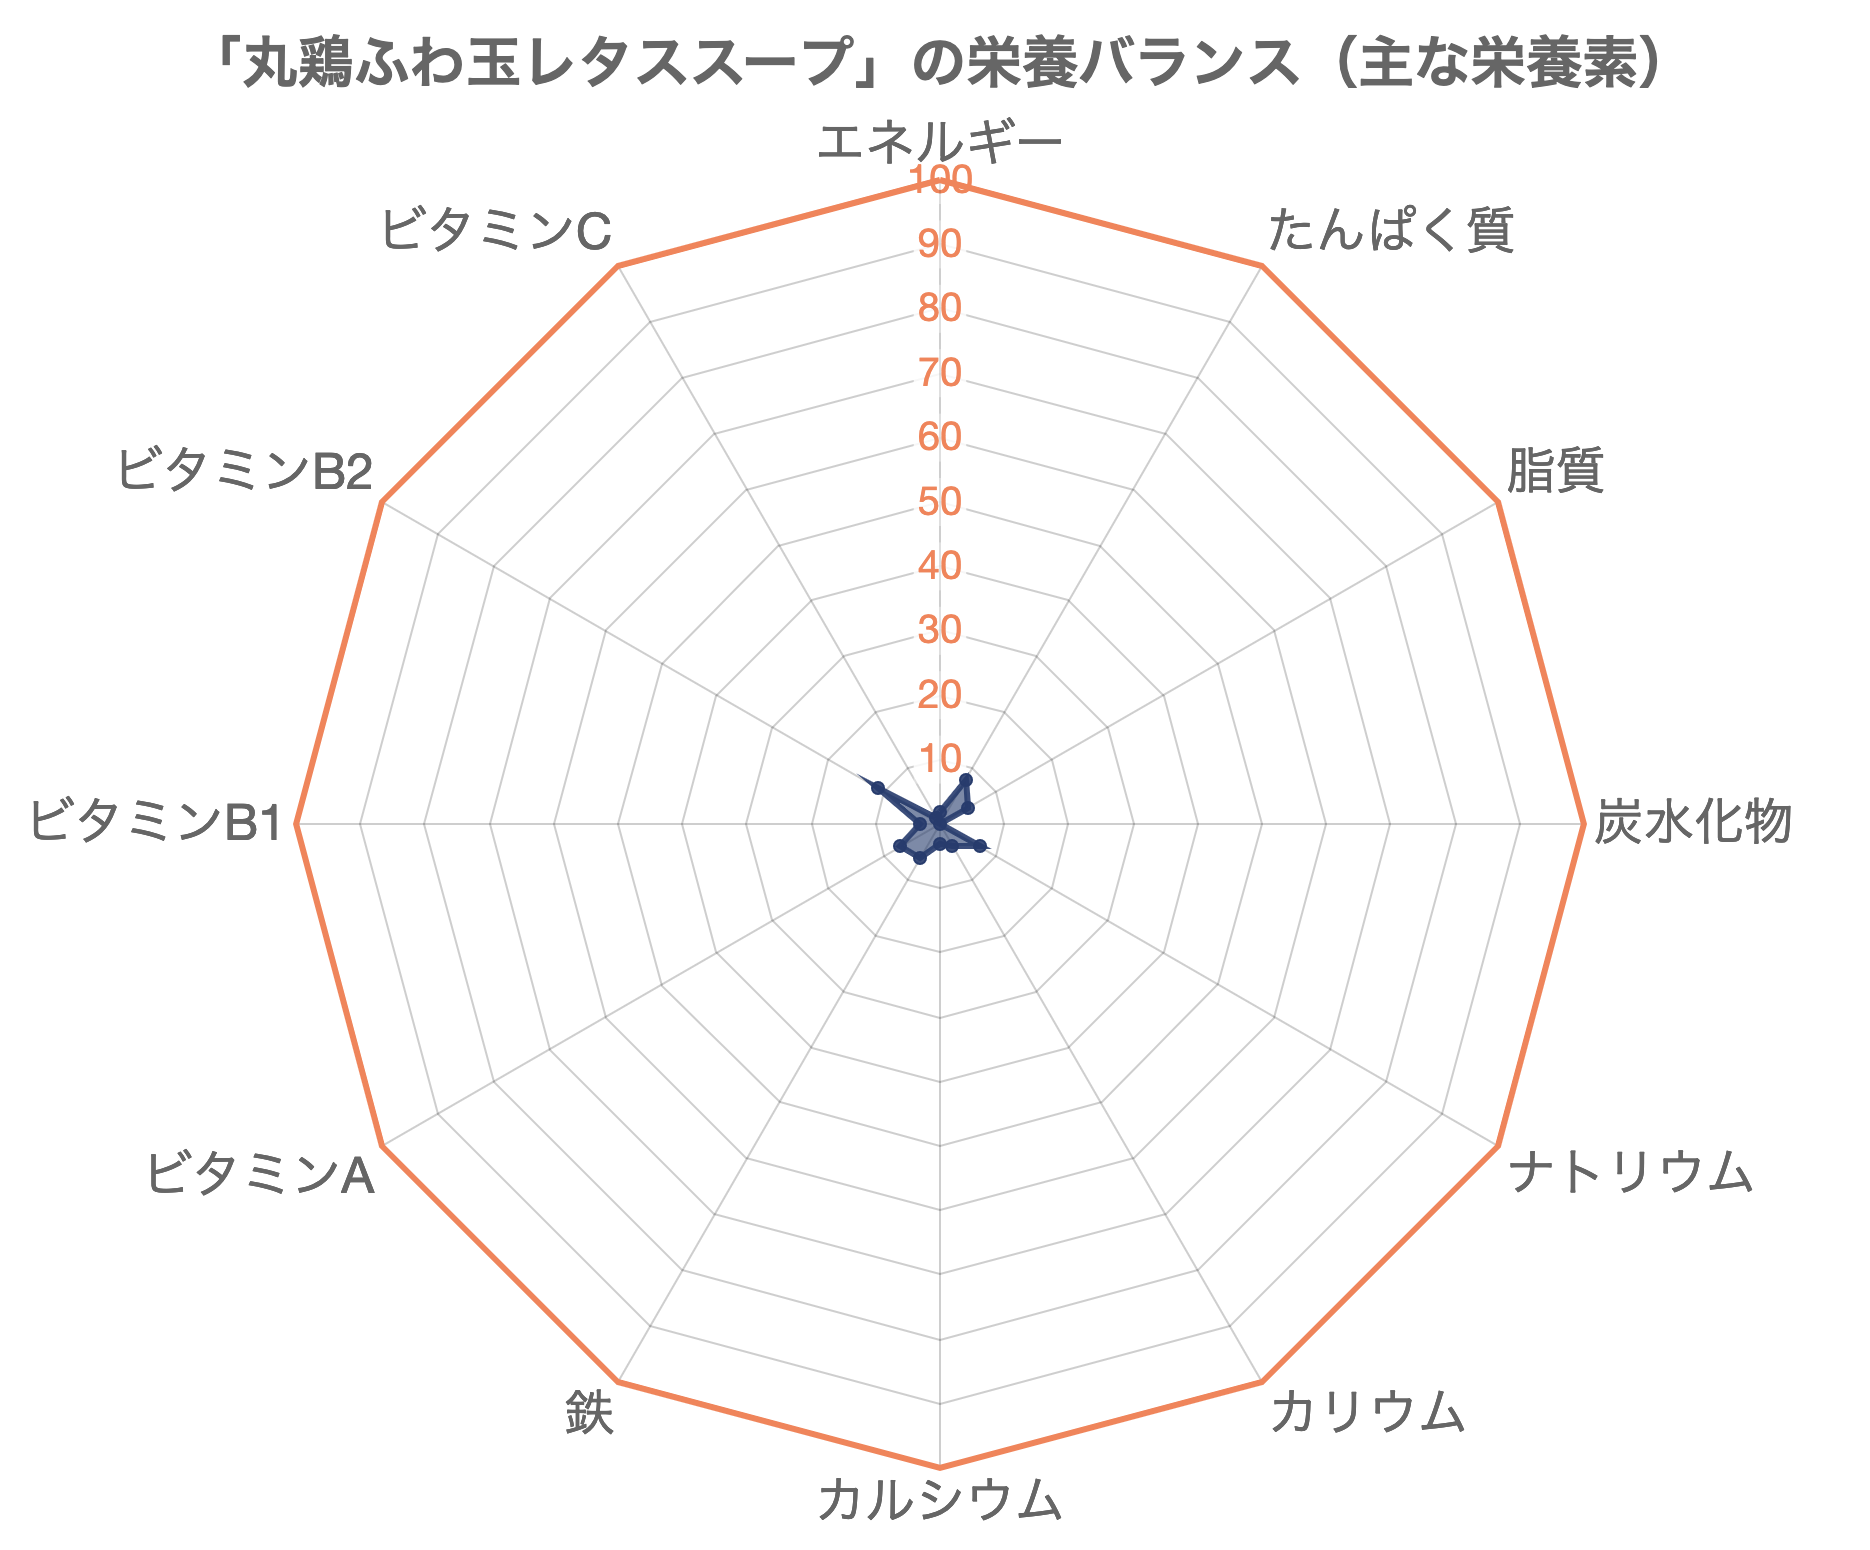 「丸鶏ふわ玉レタススープ」の栄養バランス（主な栄養素）
エネルギー
たんぱく質
脂質
炭水化物
ナトリウム
カリウム
カルシウム
鉄
ビタミンA
ビタミンB1
ビタミンB2
ビタミンC
100
90
80
70
60
50
40
30
20
10